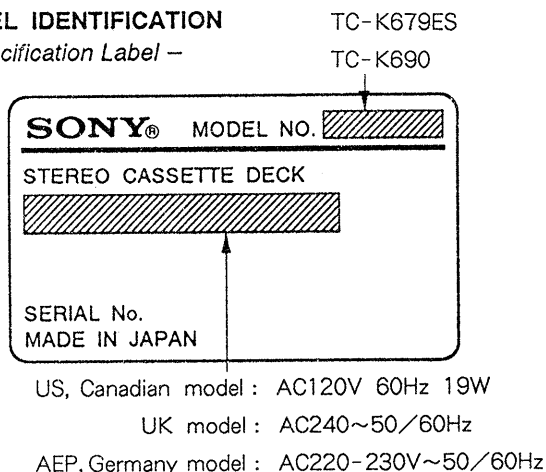 EL IDENTIFICATION
cification Label –
TC-K679ES
TC-K690
SONY® MODEL NO.
STEREO CASSETTE DECK
SERIAL No.
MADE IN JAPAN
US, Canadian model : AC120V 60Hz 19W
UK model : AC240~50/60Hz
AEP, Germany model : AC220-230V~50/60Hz